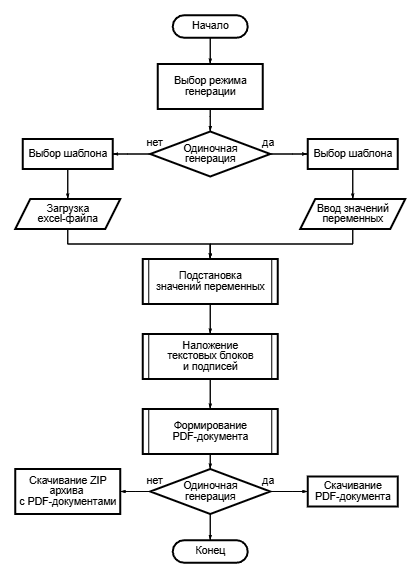 Начало
Выбор режима
генерации
нет
Одиночная
генерация
да
Выбор шаблона
Выбор шаблона
Загрузка
excel-файла
Ввод значений
переменных
Подстановка
значений переменных
Наложение
текстовых блоков
и подписей
Формирование
PDF-документа
Скачивание ZIP
архива
с PDF-документами
нет
Одиночная
генерация
да
Скачивание
PDF-документа
Конец